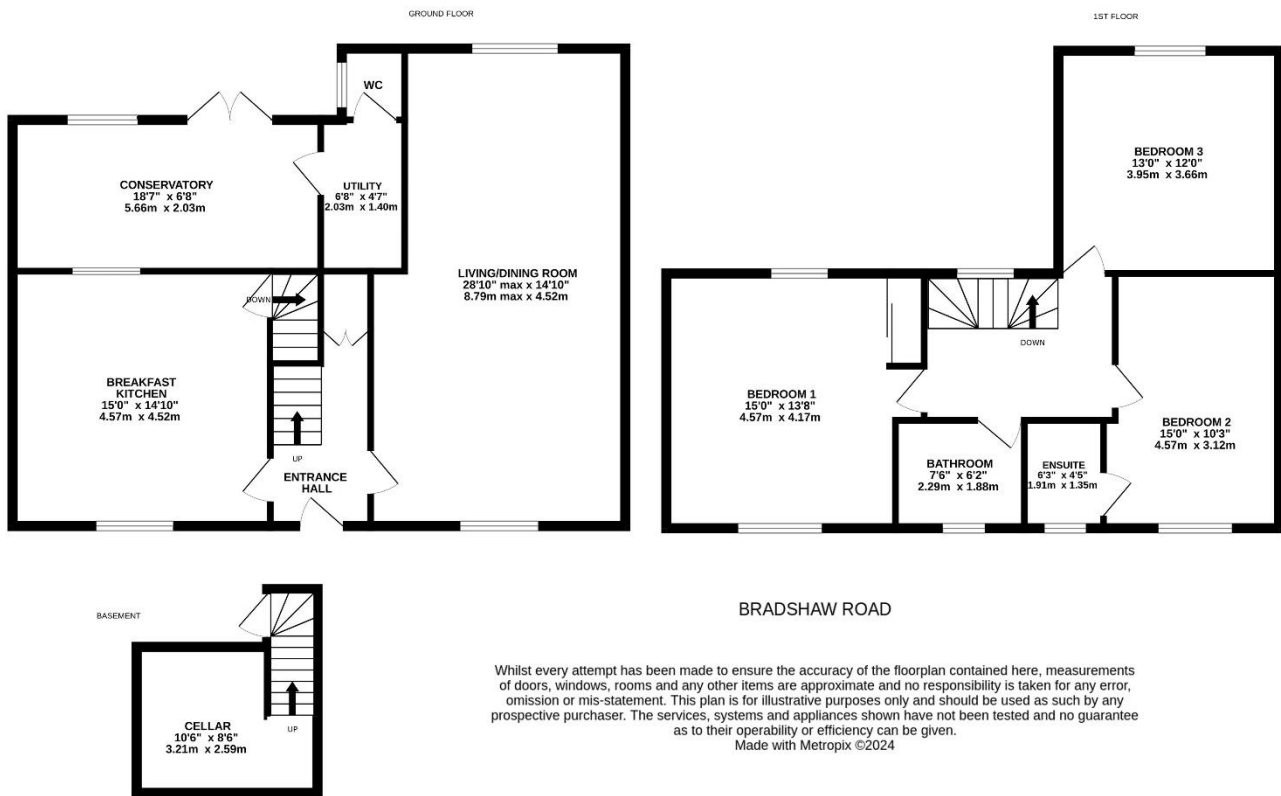 GROUND FLOOR
WC
CONSERVATORY
18'7" x 6'8"
5.66m x 2.03m
UTILITY
6'8" x 4'7"
2.03m x 1.40m
LIVING/DINING ROOM
28'10" max x 14'10"
8.79m max x 4.52m
DOWN
BREAKFAST
KITCHEN
15'0" x 14'10"
4.57m x 4.52m
UP
ENTRANCE
HALL
1ST FLOOR
BEDROOM 3
13'0" x 12'0"
3.95m x 3.66m
DOWN
BEDROOM 1
15'0" x 13'8"
4.57m x 4.17m
BEDROOM 2
15'0" x 10'3"
4.57m x 3.12m
BATHROOM
7'6" x 6'2"
2.29m x 1.88m
ENSUITE
6'3" x 4'5"
1.91m x 1.35m
BASEMENT
CELLAR
10'6" x 8'6"
3.21m x 2.59m
UP
BRADSHAW ROAD
Whilst every attempt has been made to ensure the accuracy of the floorplan contained here, measurements
of doors, windows, rooms and any other items are approximate and no responsibility is taken for any error,
omission or mis-statement. This plan is for illustrative purposes only and should be used as such by any
prospective purchaser. The services, systems and appliances shown have not been tested and no guarantee
as to their operability or efficiency can be given.
Made with Metropix ©2024